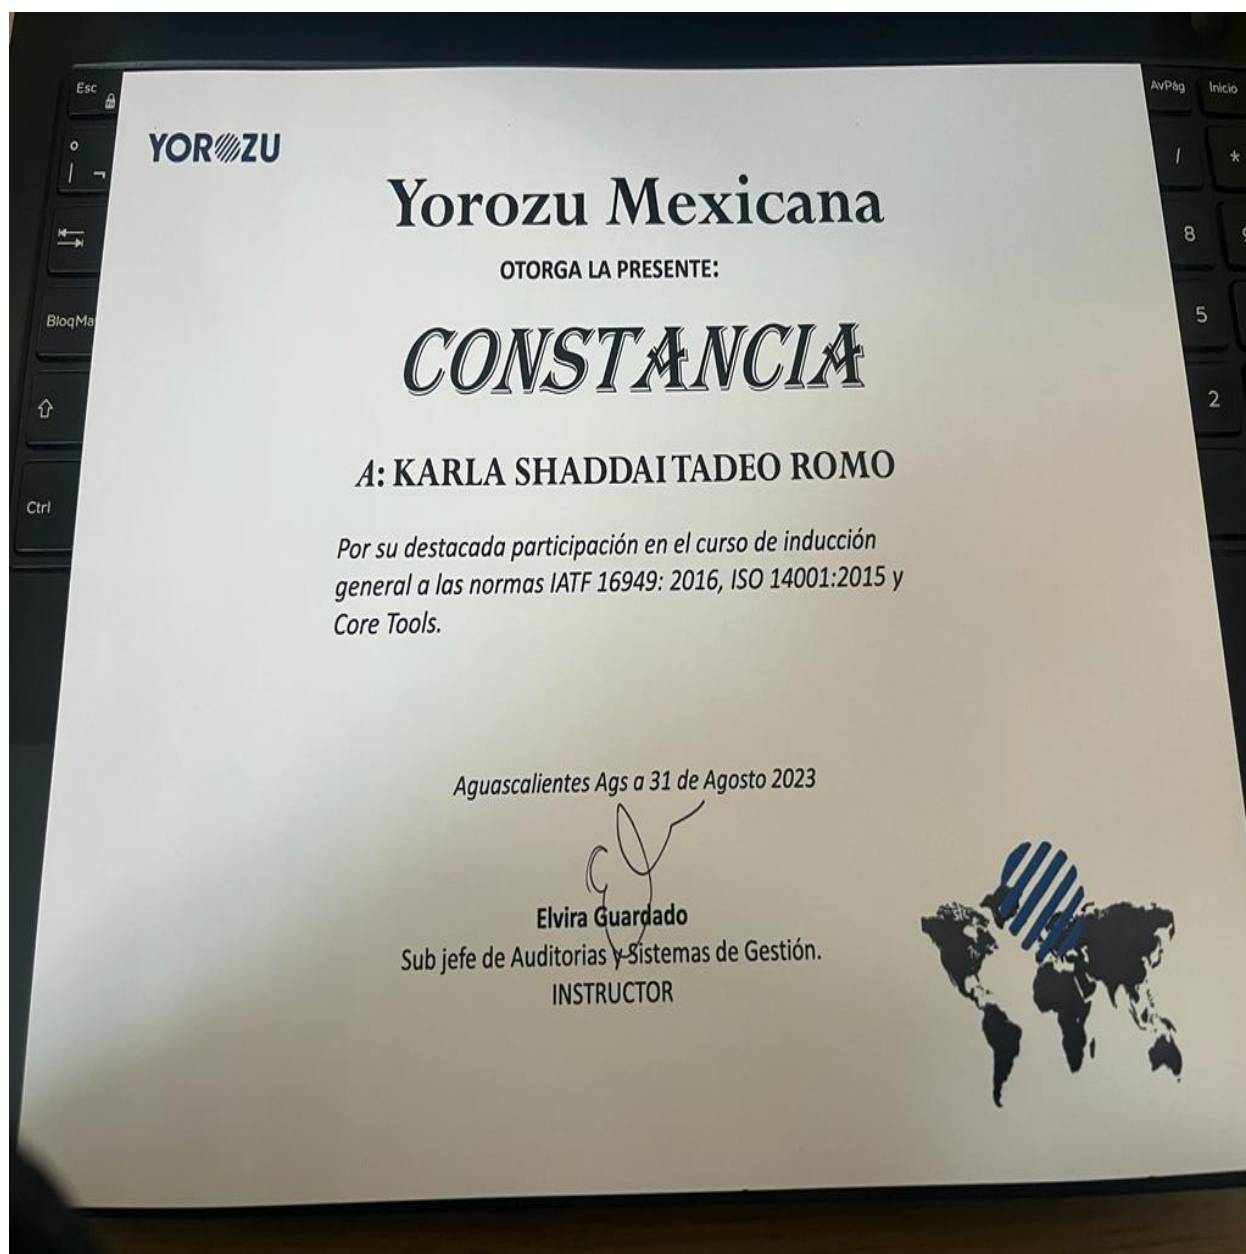 Esc
AvPág Inicio
YOROZU
Yorozu Mexicana
OTORGA LA PRESENTE:
CONSTANCIA
A: KARLA SHADDAI TADEO ROMO
Por su destacada participación en el curso de inducción
general a las normas IATF 16949: 2016, ISO 14001:2015 y
Core Tools.
Aguascalientes Ags a 31 de Agosto 2023
Elvira Guardado
Sub jefe de Auditorias y Sistemas de Gestión.
INSTRUCTOR
/ *
8
BloqMa
5
2
Ctrl